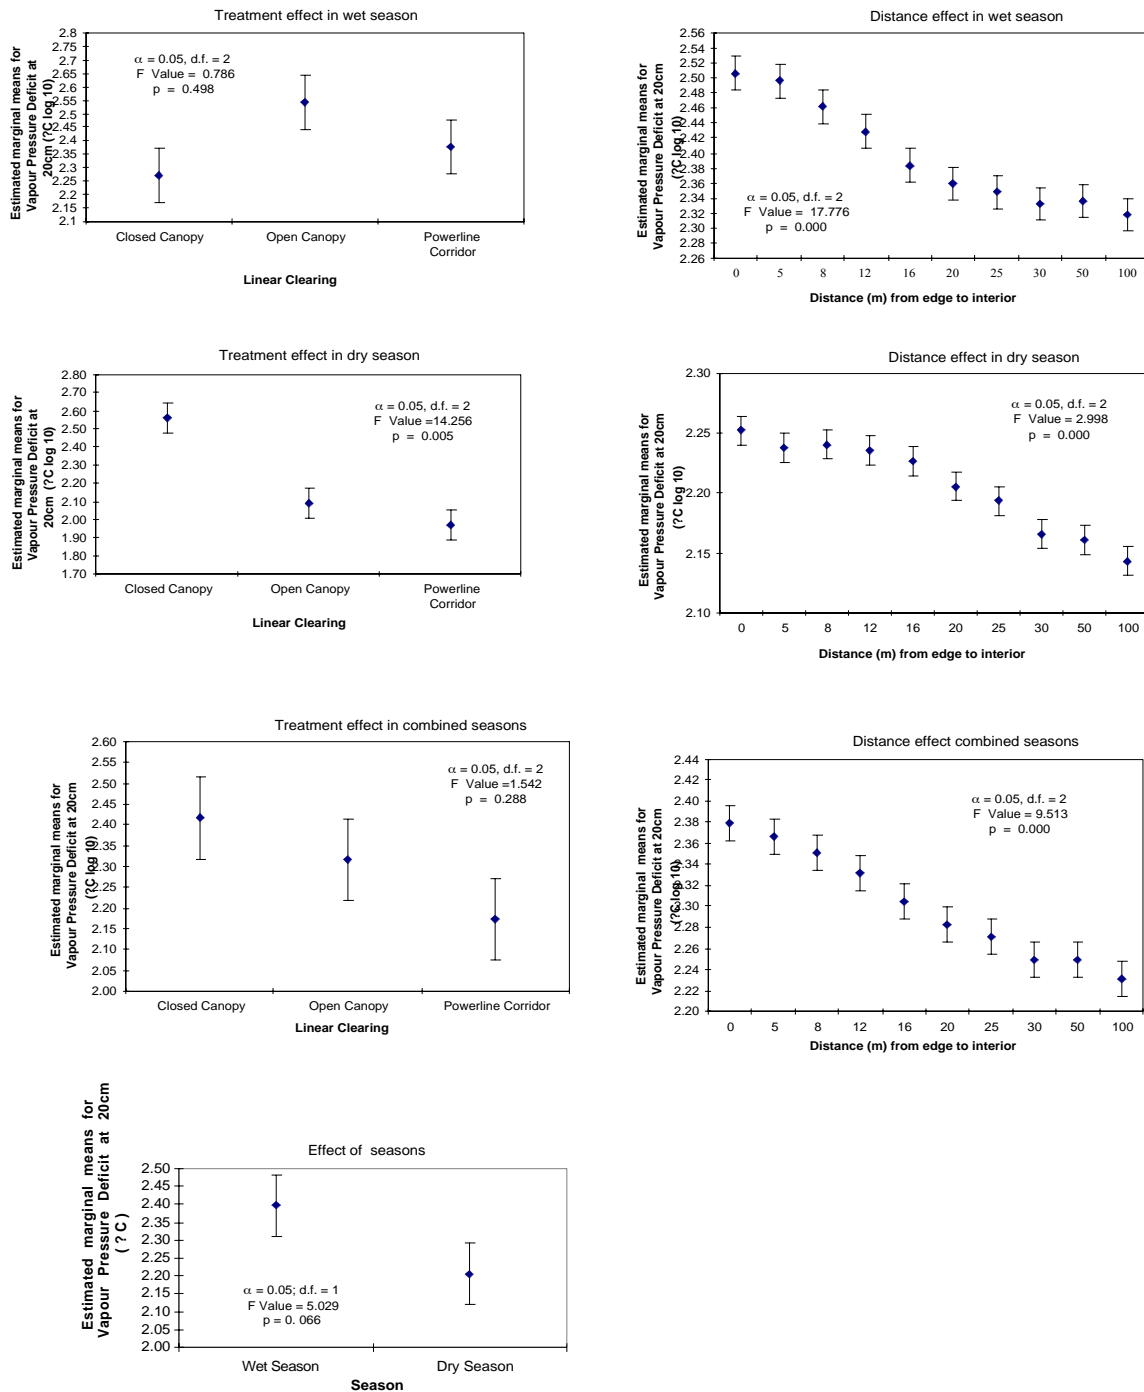 Treatment effect in wet season
Estimated marginal means for
Vapour Pressure Deficit at
20cm (?C log 10)
2.8
2.75
2.7
2.65
2.6
2.55
2.5
2.45
2.4
2.35
2.3
2.25
2.2
2.15
2.1
α = 0.05, d.f. = 2
F Value = 0.786
p = 0.498
Closed Canopy Open Canopy Powerline
Corridor
Linear Clearing
Distance effect in wet season
Estimated marginal means for
Vapour Pressure Deficit at 20cm
(?C log 10)
2.56
2.54
2.52
2.50
2.48
2.46
2.44
2.42
2.40
2.38
2.36
2.34
2.32
2.30
2.28
2.26
α = 0.05, d.f. = 2
F Value = 17.776
p = 0.000
0 5 8 12 16 20 25 30 50 100
Distance (m) from edge to interior
Treatment effect in dry season
Estimated marginal means for
Vapour Pressure Deficit at
20cm (?C log 10)
2.80
2.70
2.60
2.50
2.40
2.30
2.20
2.10
2.00
1.90
1.80
1.70
α = 0.05, d.f. = 2
F Value =14.256
p = 0.005
Closed Canopy Open Canopy Powerline
Corridor
Linear Clearing
Distance effect in dry season
Estimated marginal means for
Vapour Pressure Deficit at 20cm
(?C log 10)
2.30
2.25
2.20
2.15
2.10
α = 0.05, d.f. = 2
F Value = 2.998
p = 0.000
0 5 8 12 16 20 25 30 50 100
Distance (m) from edge to interior
Treatment effect in combined seasons
Estimated marginal means for
Vapour Pressure Deficit at 20cm
(?C log 10)
2.60
2.55
2.50
2.45
2.40
2.35
2.30
2.25
2.20
2.15
2.10
2.05
2.00
α = 0.05, d.f. = 2
F Value =1.542
p = 0.288
Closed Canopy Open Canopy Powerline Corridor
Linear Clearing
Distance effect combined seasons
Estimated marginal means for
Vapour Pressure Deficit at 20cm
(?C log 10)
2.44
2.42
2.40
2.38
2.36
2.34
2.32
2.30
2.28
2.26
2.24
2.22
2.20
α = 0.05, d.f. = 2
F Value = 9.513
p = 0.000
0 5 8 12 16 20 25 30 50 100
Distance (m) from edge to interior
Effect of seasons
Estimated marginal means for
Vapour Pressure Deficit at 20cm
(?C)
2.50
2.45
2.40
2.35
2.30
2.25
2.20
2.15
2.10
2.05
2.00
α = 0.05; d.f. = 1
F Value = 5.029
p = 0. 066
Wet Season Dry Season
Season